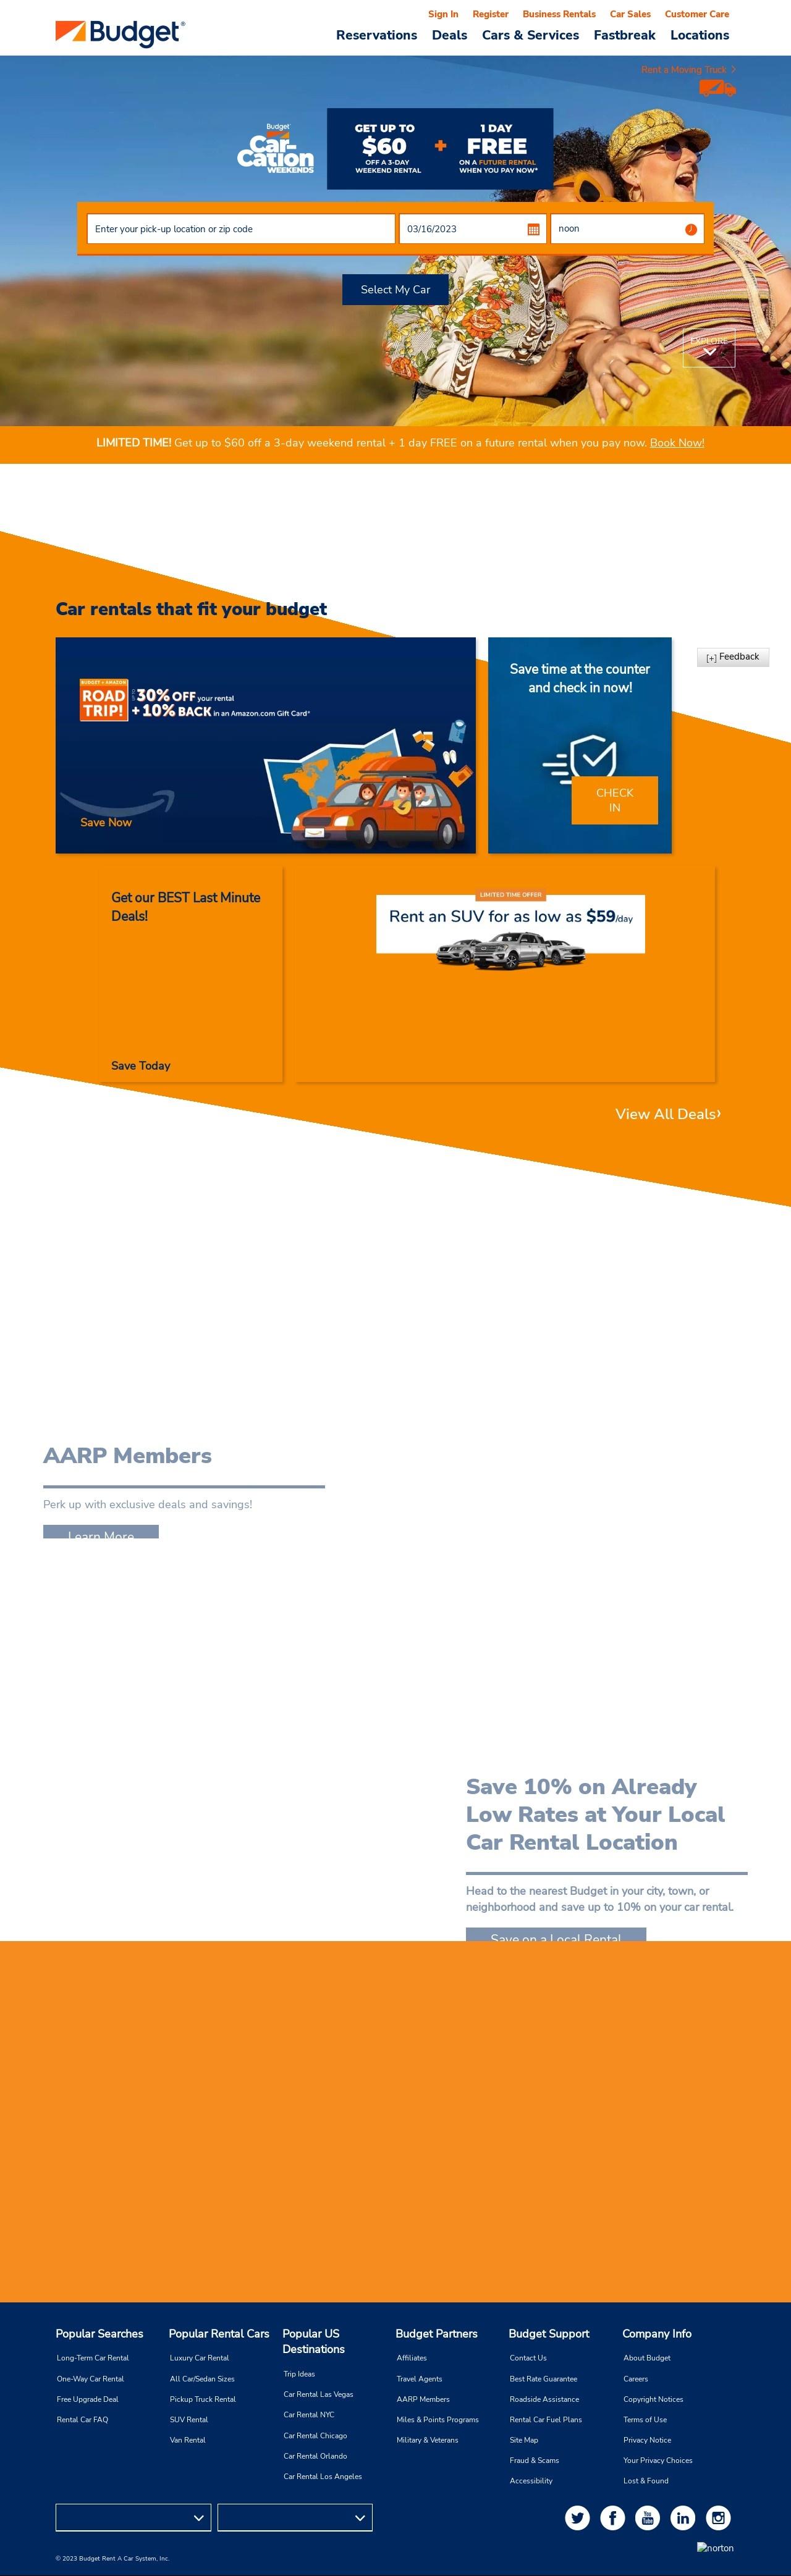 Sign In Register Business Rentals Car Sales Customer Care
Budget®
Reservations Deals Cars & Services Fastbreak Locations
Rent a Moving Truck
Budget
Car-Cation
WEEKENDS
GET UP TO
$60
OFF A 3-DAY
WEEKEND RENTAL
+
1 DAY
FREE
ON A FUTURE RENTAL
WHEN YOU PAY NOW*
Enter your pick-up location or zip code
03/16/2023
noon
Select My Car
EXPLORE
LIMITED TIME! Get up to $60 off a 3-day weekend rental + 1 day FREE on a future rental when you pay now. Book Now!
Car rentals that fit your budget
[+] Feedback
BUDGET + AMAZON
ROAD TRIP!
UP TO 30% OFF your rental
+ 10% BACK in an Amazon.com Gift Card*
Save Now
Save time at the counter
and check in now!
CHECK
IN
Get our BEST Last Minute
Deals!
Save Today
LIMITED TIME OFFER
Rent an SUV for as low as $59/day
View All Deals›
AARP Members
Perk up with exclusive deals and savings!
Learn More
Save 10% on Already
Low Rates at Your Local
Car Rental Location
Head to the nearest Budget in your city, town, or
neighborhood and save up to 10% on your car rental.
Save on a Local Rental
Popular Searches
Long-Term Car Rental
One-Way Car Rental
Free Upgrade Deal
Rental Car FAQ
Popular Rental Cars
Luxury Car Rental
All Car/Sedan Sizes
Pickup Truck Rental
SUV Rental
Van Rental
Popular US
Destinations
Trip Ideas
Car Rental Las Vegas
Car Rental NYC
Car Rental Chicago
Car Rental Orlando
Car Rental Los Angeles
Budget Partners
Affiliates
Travel Agents
AARP Members
Miles & Points Programs
Military & Veterans
Budget Support
Contact Us
Best Rate Guarantee
Roadside Assistance
Rental Car Fuel Plans
Site Map
Fraud & Scams
Accessibility
Company Info
About Budget
Careers
Copyright Notices
Terms of Use
Privacy Notice
Your Privacy Choices
Lost & Found
You Tube
norton
© 2023 Budget Rent A Car System, Inc.